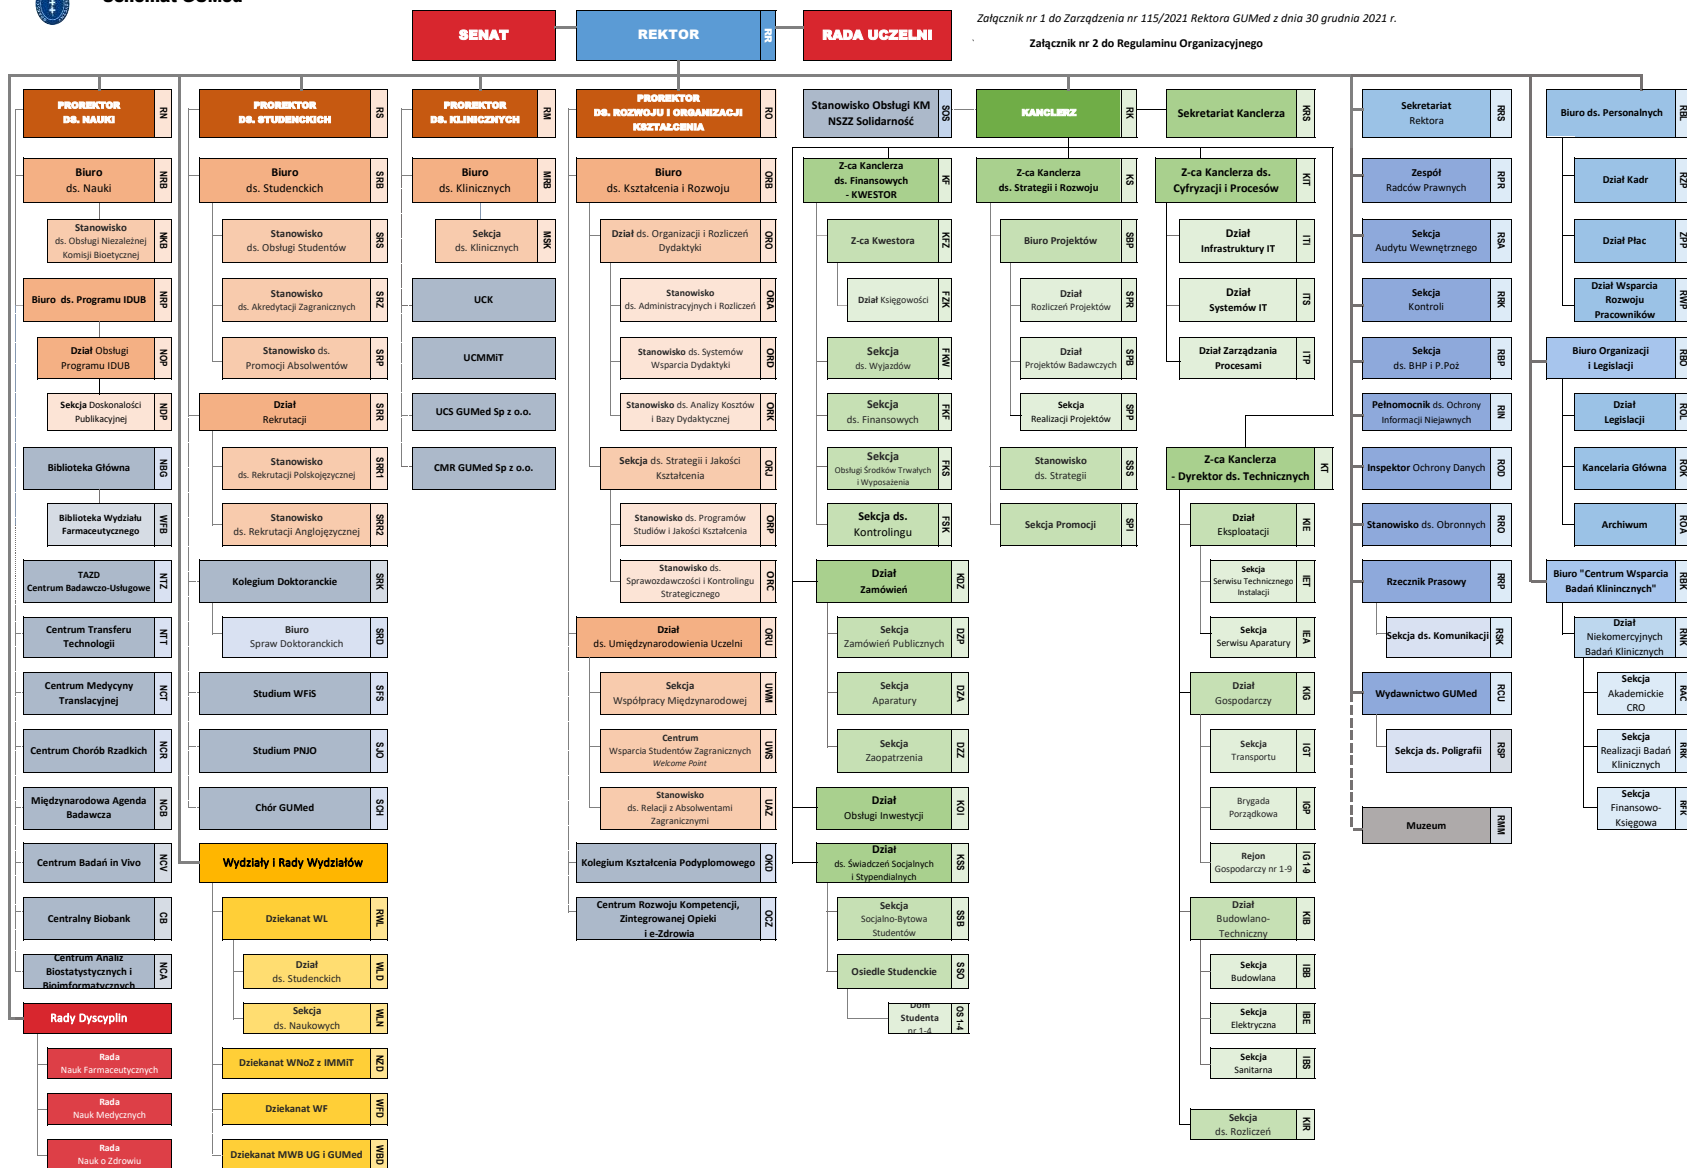 Schemat GUMed
Załącznik nr 1 do Zarządzenia nr 115/2021 Rektora GUMed z dnia 30 grudnia 2021 r.
Załącznik nr 2 do Regulaminu Organizacyjnego
SENAT
REKTOR
RR
RADA UCZELNI
PROREKTOR
DS. NAUKI
RN
Biuro
ds. Nauki
NRB
Stanowisko
ds. Obsługi Niezależnej
Komisji Bioetycznej
NKB
Biuro ds. Programu IDUB
NRP
Dział Obsługi
Programu IDUB
NOP
Sekcja Doskonałości
Publikacyjnej
NDP
Biblioteka Główna
NBG
Biblioteka Wydziału
Farmaceutycznego
WFB
TAZD
Centrum Badawczo-Usługowe
NTZ
Centrum Transferu
Technologii
NTT
Centrum Medycyny
Translacyjnej
NCT
Centrum Chorób Rzadkich
NCR
Międzynarodowa Agenda
Badawcza
NCB
Centrum Badań in Vivo
NCV
Centralny Biobank
CB
Centrum Analiz
Biostatystycznych i
Bioimformatycznych
NCA
Rady Dyscyplin
Rada
Nauk Farmaceutycznych
Rada
Nauk Medycznych
Rada
Nauk o Zdrowiu
PROREKTOR
DS. STUDENCKICH
RS
Biuro
ds. Studenckich
SRB
Stanowisko
ds. Obsługi Studentów
SRS
Stanowisko
ds. Akredytacji Zagranicznych
SRZ
Stanowisko ds.
Promocji Absolwentów
SRP
Dział
Rekrutacji
SRR
Stanowisko
ds. Rekrutacji Polskojęzycznej
SRR1
Stanowisko
ds. Rekrutacji Anglojęzycznej
SRR2
Kolegium Doktoranckie
SRK
Biuro
Spraw Doktoranckich
SRD
Studium WFiS
SFS
Studium PNJO
SJO
Chór GUMed
SCH
Wydziały i Rady Wydziałów
Dziekanat WL
RWL
Dział
ds. Studenckich
WLD
Sekcja
ds. Naukowych
WLN
Dziekanat WNoZ z IMMiT
NZD
Dziekanat WF
WFD
Dziekanat MWB UG i GUMed
WBD
PROREKTOR
DS. KLINICZNYCH
RM
Biuro
ds. Klinicznych
MRB
Sekcja
ds. Klinicznych
MSK
UCK
UCMMiT
UCS GUMed Sp z o.o.
CMR GUMed Sp z o.o.
PROREKTOR
DS. ROZWOJU I ORGANIZACJI
KSZTAŁCENIA
RO
Biuro
ds. Kształcenia i Rozwoju
ORB
Dział ds. Organizacji i Rozliczeń
Dydaktyki
ORO
Stanowisko
ds. Administracyjnych i Rozliczeń
ORA
Stanowisko ds. Systemów
Wsparcia Dydaktyki
ORD
Stanowisko ds. Analizy Kosztów
i Bazy Dydaktycznej
ORK
Sekcja ds. Strategii i Jakości
Kształcenia
ORJ
Stanowisko ds. Programów
Studiów i Jakości Kształcenia
ORP
Stanowisko ds.
Sprawozdawczości i Kontrolingu
Strategicznego
ORC
Dział
ds. Umiędzynarodowienia Uczelni
ORU
Sekcja
Współpracy Międzynarodowej
UWM
Centrum
Wsparcia Studentów Zagranicznych
Welcome Point
UWS
Stanowisko
ds. Relacji z Absolwentami
Zagranicznymi
UAZ
Kolegium Kształcenia Podyplomowego
OKD
Centrum Rozwoju Kompetencji,
Zintegrowanej Opieki
i e-Zdrowia
OCZ
Stanowisko Obsługi KM
NSZZ Solidarność
SOS
KANCLERZ
RK
Sekretariat Kanclerza
KRS
Z-ca Kanclerza
ds. Finansowych
- KWESTOR
KF
Z-ca Kwestora
KFZ
Dział Księgowości
FZK
Sekcja
ds. Wyjazdów
FKW
Sekcja
ds. Finansowych
FKF
Sekcja
Obsługi Środków Trwałych
i Wyposażenia
FKS
Sekcja ds.
Kontrolingu
FSK
Dział
Zamówień
KDZ
Sekcja
Zamówień Publicznych
DZP
Sekcja
Aparatury
DZA
Sekcja
Zaopatrzenia
DZZ
Dział
Obsługi Inwestycji
KOI
Dział
ds. Świadczeń Socjalnych
i Stypendialnych
KSS
Sekcja
Socjalno-Bytowa
Studentów
SSB
Osiedle Studenckie
SSO
Dom
Studenta
nr 1-4
OS 1-4
Z-ca Kanclerza
ds. Strategii i Rozwoju
KS
Biuro Projektów
SBP
Dział
Rozliczeń Projektów
SPR
Dział
Projektów Badawczych
SPB
Sekcja
Realizacji Projektów
SPP
Stanowisko
ds. Strategii
SSS
Sekcja Promocji
SPI
Z-ca Kanclerza ds.
Cyfryzacji i Procesów
KIT
Dział
Infrastruktury IT
ITI
Dział
Systemów IT
ITS
Dział Zarządzania
Procesami
ITP
Z-ca Kanclerza
- Dyrektor ds. Technicznych
KT
Dział
Eksploatacji
KIE
Sekcja
Serwisu Technicznego
Instalacji
IET
Sekcja
Serwisu Aparatury
IEA
Dział
Gospodarczy
KIG
Sekcja
Transportu
IGT
Brygada
Porządkowa
IGP
Rejon
Gospodarczy nr 1-9
IG 1-9
Dział
Budowlano-
Techniczny
KIB
Sekcja
Budowlana
IBB
Sekcja
Elektryczna
IBE
Sekcja
Sanitarna
IBS
Sekcja
ds. Rozliczeń
KIR
Sekretariat
Rektora
RRS
Zespół
Radców Prawnych
RPR
Sekcja
Audytu Wewnętrznego
RSA
Sekcja
Kontroli
RRK
Sekcja
ds. BHP i P.Poż
RBP
Pełnomocnik ds. Ochrony
Informacji Niejawnych
RIN
Inspektor Ochrony Danych
ROD
Stanowisko ds. Obronnych
RRO
Rzecznik Prasowy
RRP
Sekcja ds. Komunikacji
RSK
Wydawnictwo GUMed
RCU
Sekcja ds. Poligrafii
RSP
Muzeum
RMM
Biuro ds. Personalnych
RBL
Dział Kadr
RZP
Dział Płac
ZPP
Dział Wsparcia
Rozwoju
Pracowników
RWP
Biuro Organizacji
i Legislacji
RBO
Dział
Legislacji
ROL
Kancelaria Główna
ROK
Archiwum
ROA
Biuro "Centrum Wsparcia
Badań Klinincznych"
RBK
Dział
Niekomercyjnych
Badań Klinicznych
RNK
Sekcja
Akademickie
CRO
RAC
Sekcja
Realizacji Badań
Klinicznych
RRK
Sekcja
Finansowo-
Księgowa
RFK